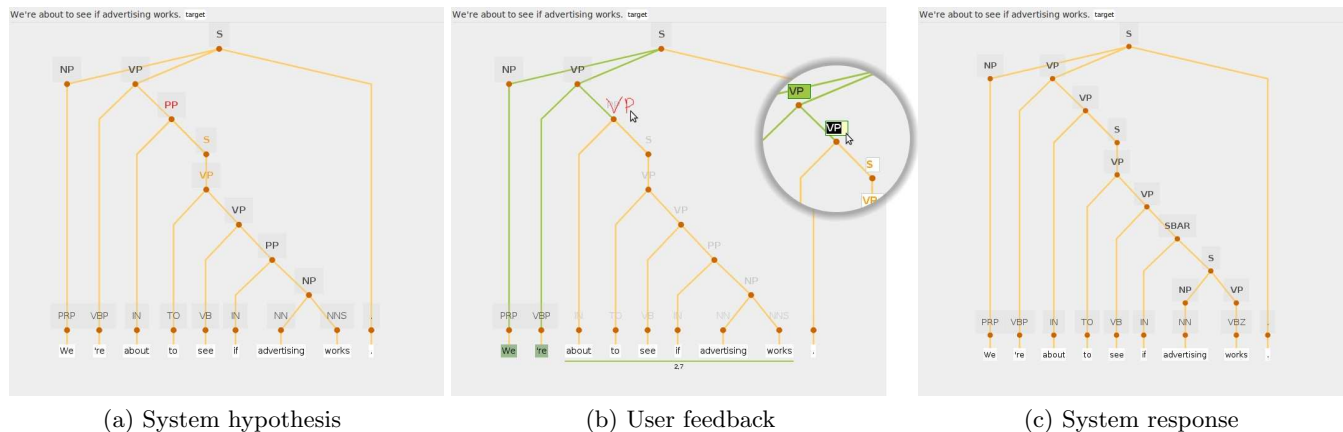 We're about to see if advertising works. target
S
NP VP
PP
S
VP
VP
PP
NP
PRP VBP IN TO VB IN NN NNS .
We 're about to see if advertising works .
(a) System hypothesis
We're about to see if advertising works. target
S
NP VP
VP
S
VP
VP
PP
NP
PRP VBP IN TO VB IN NN NNS
We 're about to see if advertising works .
2,7
VP
VP
S
VP
(b) User feedback
We're about to see if advertising works. target
S
NP VP
VP
S
VP
VP
SBAR
S
NP VP
PRP VBP IN TO VB IN NN VBZ .
We 're about to see if advertising works .
(c) System response